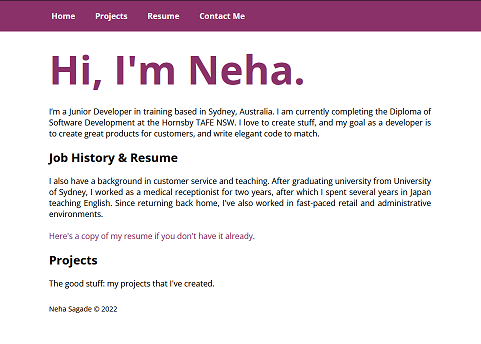 Home Projects Resume Contact Me
Hi, I'm Neha.
I'm a Junior Developer in training based in Sydney, Australia. I am currently completing the Diploma of
Software Development at the Hornsby TAFE NSW. I love to create stuff, and my goal as a developer is
to create great products for customers, and write elegant code to match.
Job History & Resume
I also have a background in customer service and teaching. After graduating university from University
of Sydney, I worked as a medical receptionist for two years, after which I spent several years in Japan
teaching English. Since returning back home, I've also worked in fast-paced retail and administrative
environments.
Here's a copy of my resume if you don't have it already.
Projects
The good stuff: my projects that I've created.
Neha Sagade © 2022